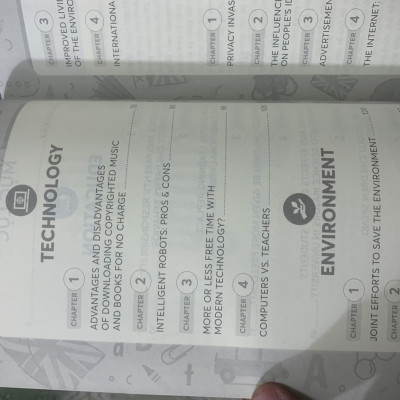 CHAPTER 3
IMPROVED LIVI
OF THE ENVIRO
CHAPTER 4
INTERNATIONA
CHAPTER 1
PRIVACY INVAS
CHAPTER 2
THE INFLUENC
ON PEOPLE'S ID
CHAPTER 3
ADVERTISEMEN
CHAPTER 4
THE INTERNET:
TECHNOLOGY
CHAPTER 1
ADVANTAGES AND DISADVANTAGES
OF DOWNLOADING COPYRIGHTED MUSIC
AND BOOKS FOR NO CHARGE
CHAPTER 2
INTELLIGENT ROBOTS: PROS & CONS
CHAPTER 3
MORE OR LESS FREE TIME WITH
MODERN TECHNOLOGY?
CHAPTER 4
COMPUTERS VS. TEACHERS
ENVIRONMENT
CHAPTER 1
JOINT EFFORTS TO SAVE THE ENVIRONMENT
CHAPTER 2